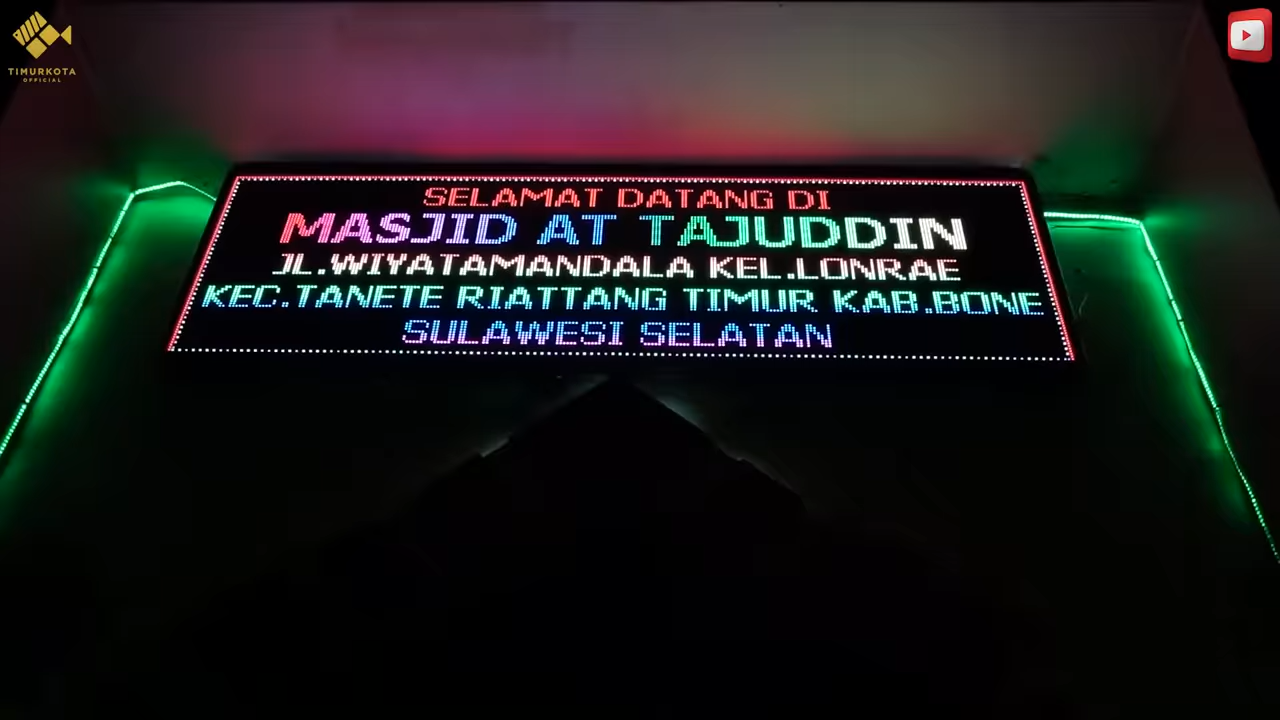 TIMURKOTA
OFFICIAL
SELAMAT DATANG DI
MASJID AT TAJUDDIN
JL.WIYATAMANDALA KEL.LONRAE
KEC.TANETE RIATTANG TIMUR KAB.BONE
SULAWESI SELATAN